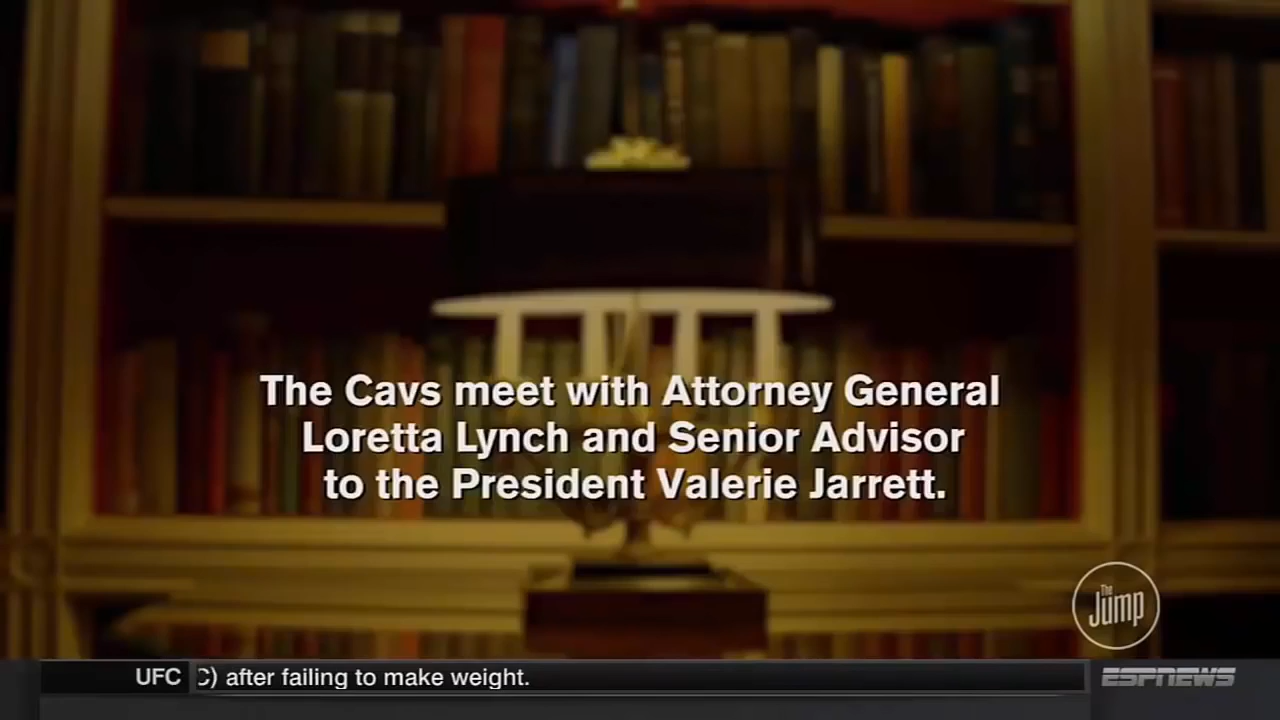 The Cavs meet with Attorney General
Loretta Lynch and Senior Advisor
to the President Valerie Jarrett.
The Jump
UFC
C) after failing to make weight.
ESPNEWS